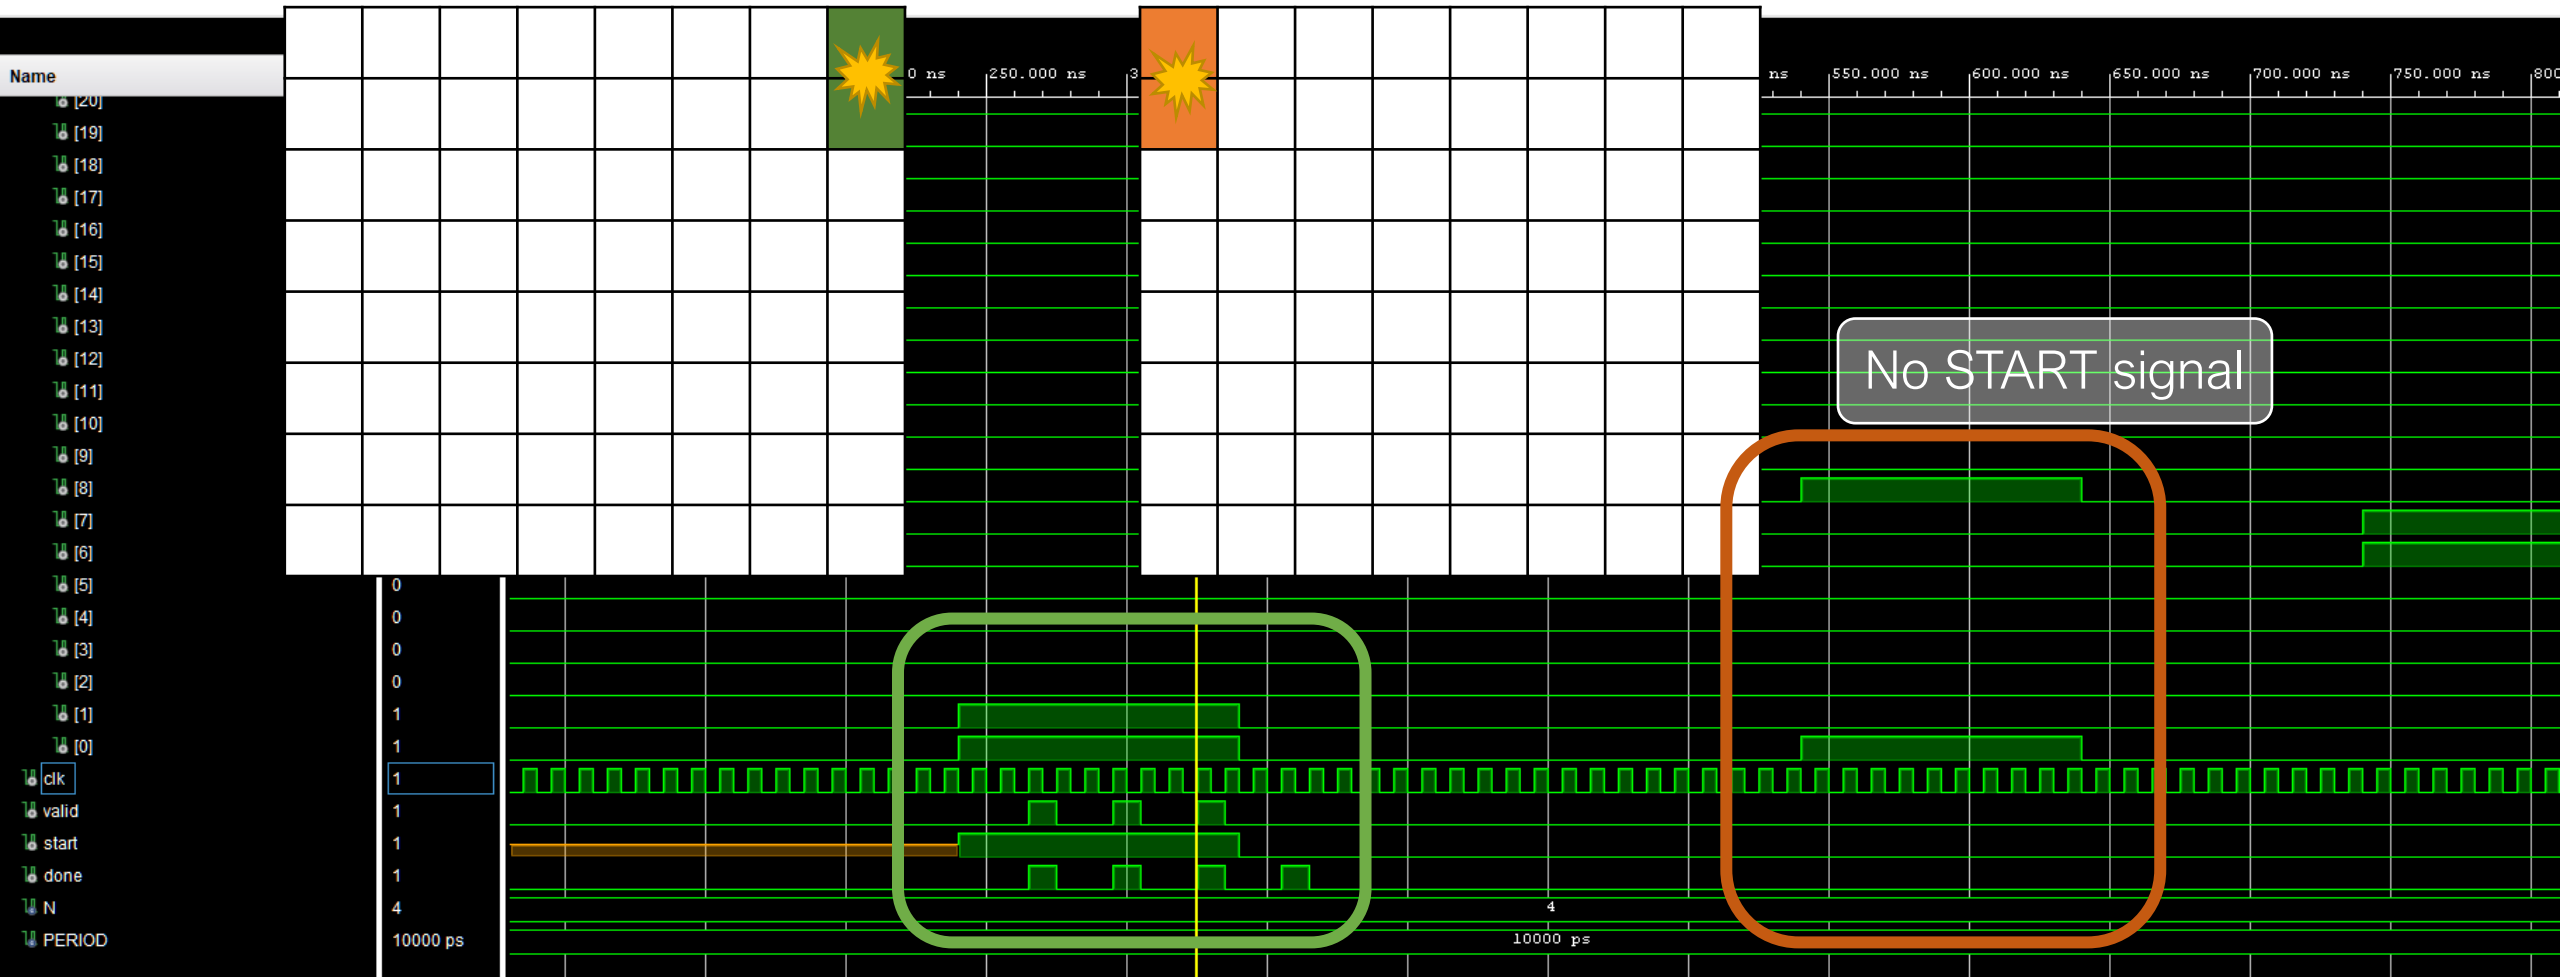 Name
0 ns 250.000 ns 3 ns 550.000 ns 600.000 ns 650.000 ns 700.000 ns 750.000 ns 800
[20]
[19]
[18]
[17]
[16]
[15]
[14]
[13]
[12]
No START signal
[11]
[10]
[9]
[8]
[7]
[6]
[5] 0
[4] 0
[3] 0
[2] 0
[1] 1
[0] 1
clk 1
valid 1
start 1
done 1
N 4 4
PERIOD 10000 ps 10000 ps